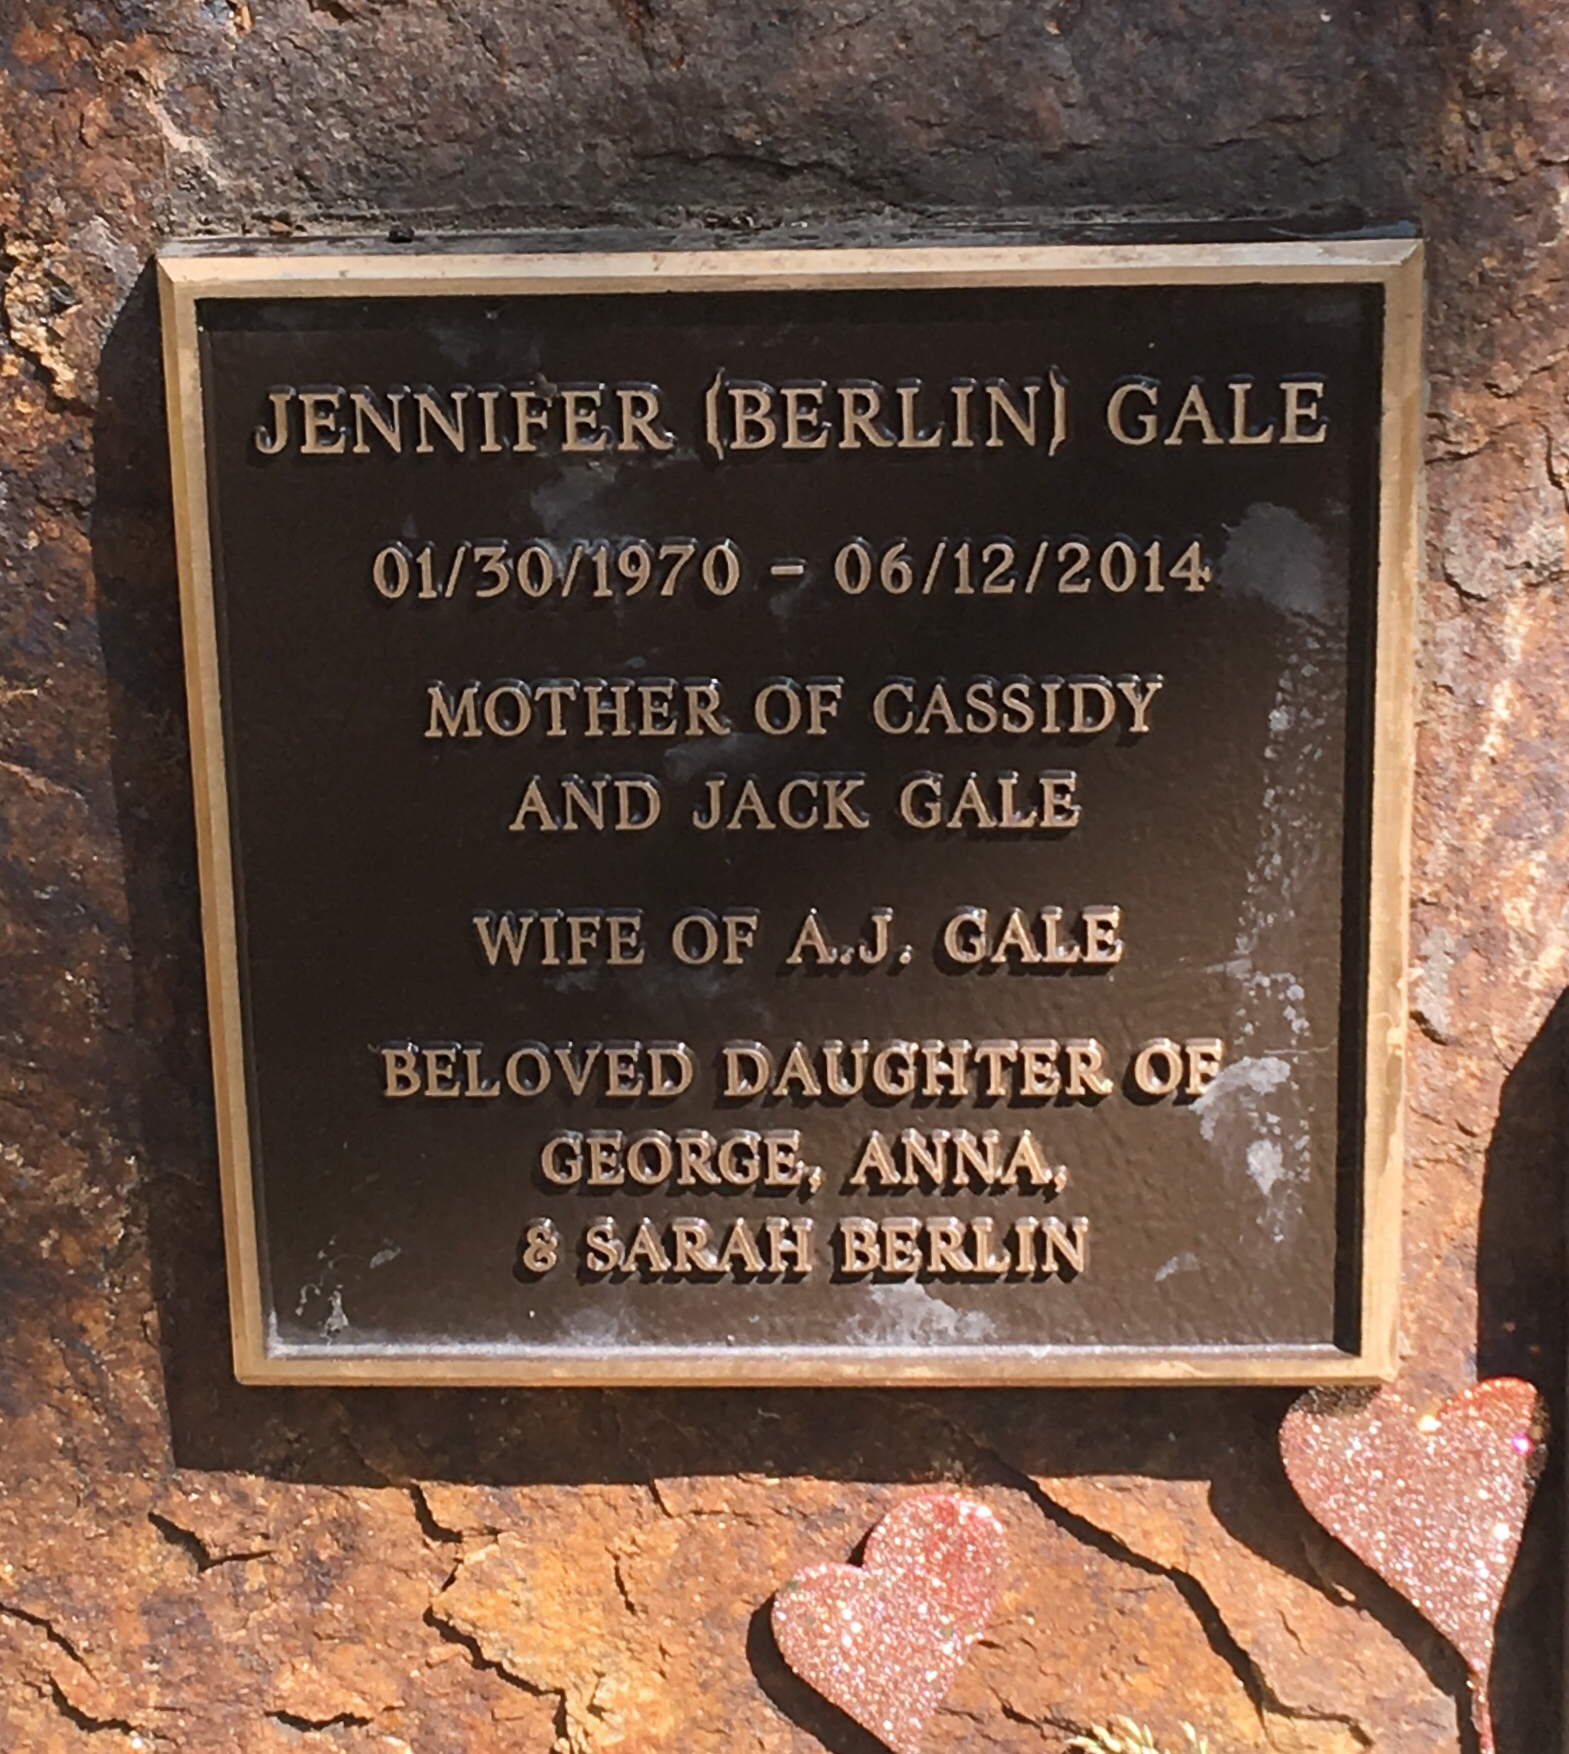 JENNIFER (BERLIN) GALE
01/30/1970 - 06/12/2014
MOTHER OF CASSIDY
AND JACK GALE
WIFE OF A.J. GALE
BELOVED DAUGHTER OF
GEORGE, ANNA,
& SARAH BERLIN